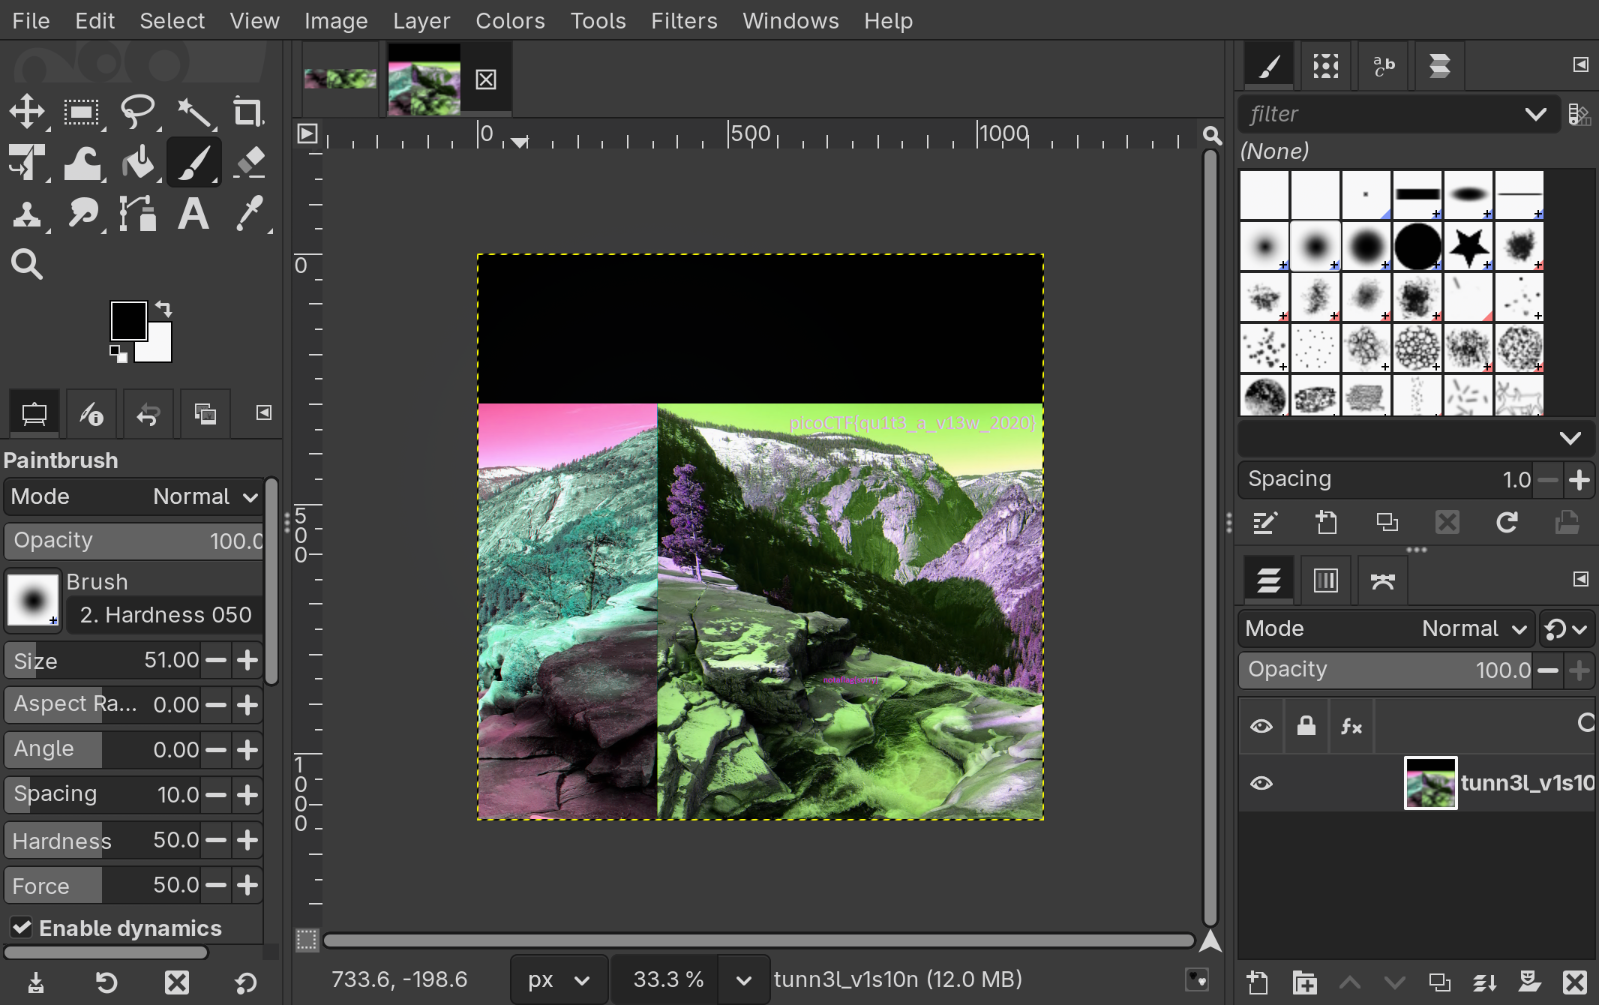 File Edit Select View Image Layer Colors Tools Filters Windows Help
0 500 1000
filter
(None)
0
picoCTF{qu1t3_a_v13w_2020}
Spacing 1.0
Paintbrush
Mode Normal
Opacity 100.0
500
Brush
2. Hardness 050
Size 51.00
Aspect Ra... 0.00
Angle 0.00
Spacing 10.0
Hardness 50.0
Force 50.0
Enable dynamics
1000
Mode Normal
Opacity 100.0
fx
tunn3l_v1s10
733.6, -198.6 px 33.3 % tunn3l_v1s10n (12.0 MB)